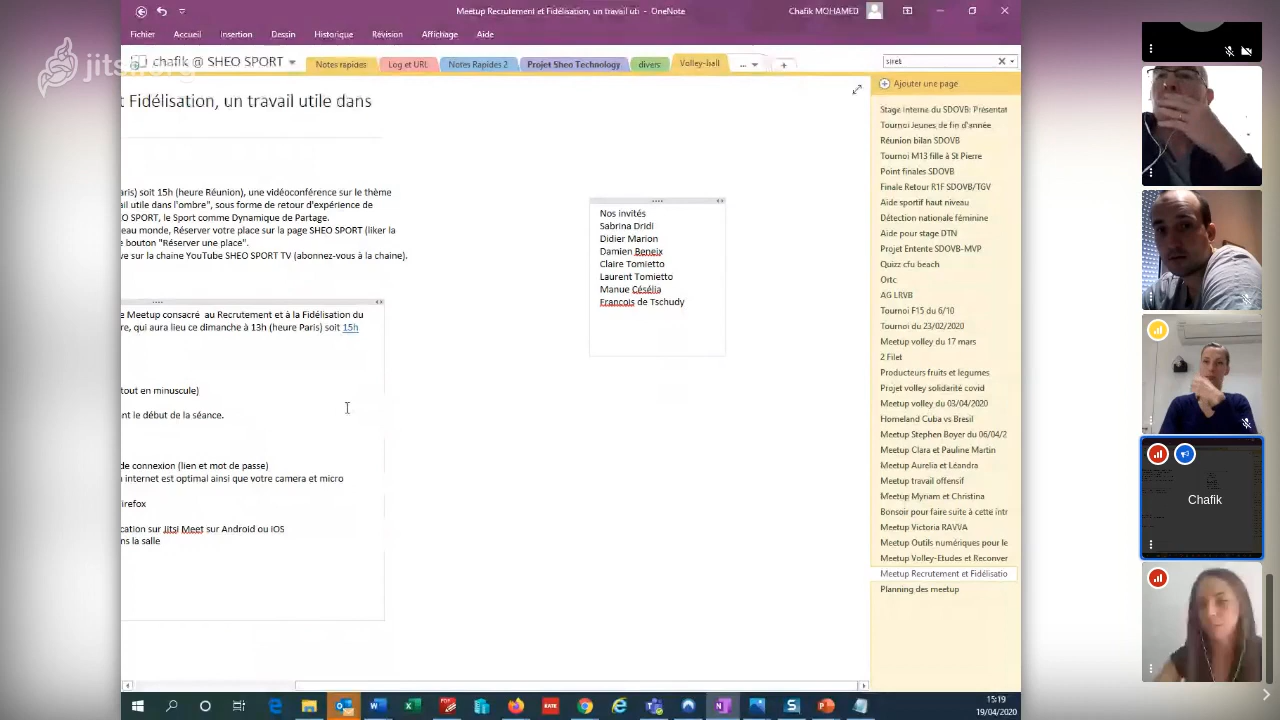 Meetup Recrutement et Fidélisation, un travail uti - OneNote
Chafik MOHAMED
Fichier Accueil Insertion Dessin Historique Révision Affichage Aide
jitsi.org
chafik @ SHEO SPORT
Notes rapides
Log et URL
Notes Rapides 2
Projet Sheo Technology
divers
Volley-ball
...
siret
Ajouter une page
t Fidélisation, un travail utile dans
aris) soit 15h (heure Réunion), une vidéoconférence sur le thème
ail utile dans l'ombre", sous forme de retour d'expérience de
O SPORT, le Sport comme Dynamique de Partage.
eau monde, Réserver votre place sur la page SHEO SPORT (liker la
e bouton "Réserver une place".
ve sur la chaine YouTube SHEO SPORT TV (abonnez-vous à la chaine).
e Meetup consacré au Recrutement et à la Fidélisation du
re, qui aura lieu ce dimanche à 13h (heure Paris) soit 15h
tout en minuscule)
nt le début de la séance.
de connexion (lien et mot de passe)
n internet est optimal ainsi que votre camera et micro
irefox
cation sur Jitsi Meet sur Android ou iOS
ns la salle
Nos invités
Sabrina Dridi
Didier Marion
Damien Beneix
Claire Tomietto
Laurent Tomietto
Manue Césélia
Francois de Tschudy
Stage interne du SDOVB: Présentat
Tournoi Jeunes de fin d'année
Réunion bilan SDOVB
Tournoi M13 fille à St Pierre
Point finales SDOVB
Finale Retour R1F SDOVB/TGV
Aide sportif haut niveau
Détection nationale féminine
Aide pour stage DTN
Projet Entente SDOVB-MVP
Quizz cfu beach
Ortc
AG LRVB
Tournoi F15 du 6/10
Tournoi du 23/02/2020
Meetup volley du 17 mars
2 Filet
Producteurs fruits et legumes
Projet volley solidarité covid
Meetup volley du 03/04/2020
Homeland Cuba vs Bresil
Meetup Stephen Boyer du 06/04/2
Meetup Clara et Pauline Martin
Meetup Aurelia et Léandra
Meetup travail offensif
Meetup Myriam et Christina
Bonsoir pour faire suite à cette intr
Meetup Victoria RAVVA
Meetup Outils numériques pour le
Meetup Volley-Etudes et Reconver
Meetup Recrutement et Fidélisatio
Planning des meetup
Chafik
15:19
19/04/2020